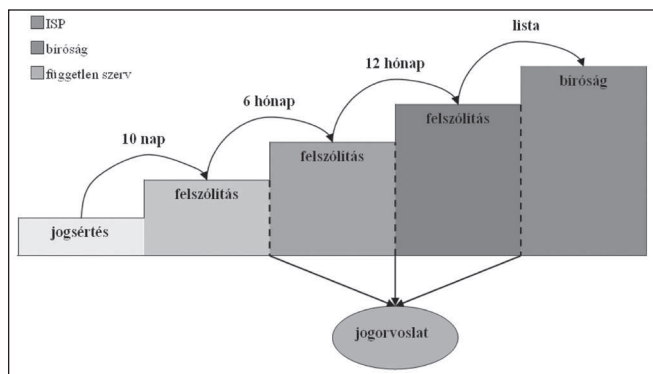 ISP
bíróság
független szerv
10 nap
6 hónap
12 hónap
lista
jogsértés
felszólítás
felszólítás
felszólítás
bíróság
jogorvoslat